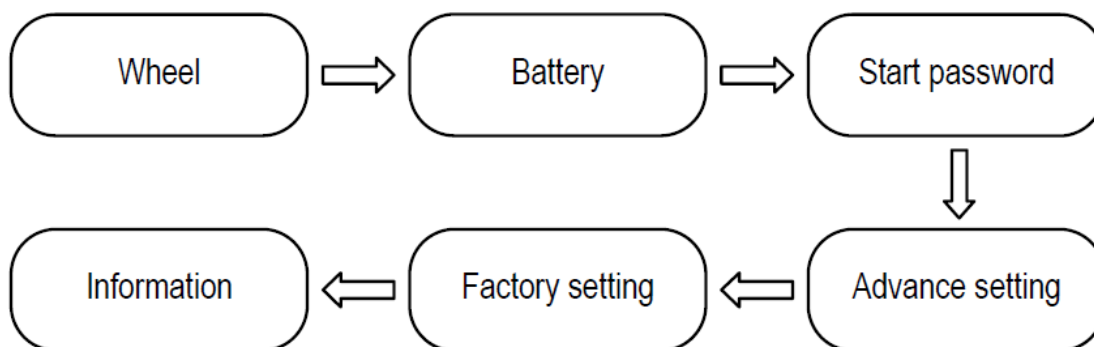 Wheel
Battery
Start password
Advance setting
Factory setting
Information